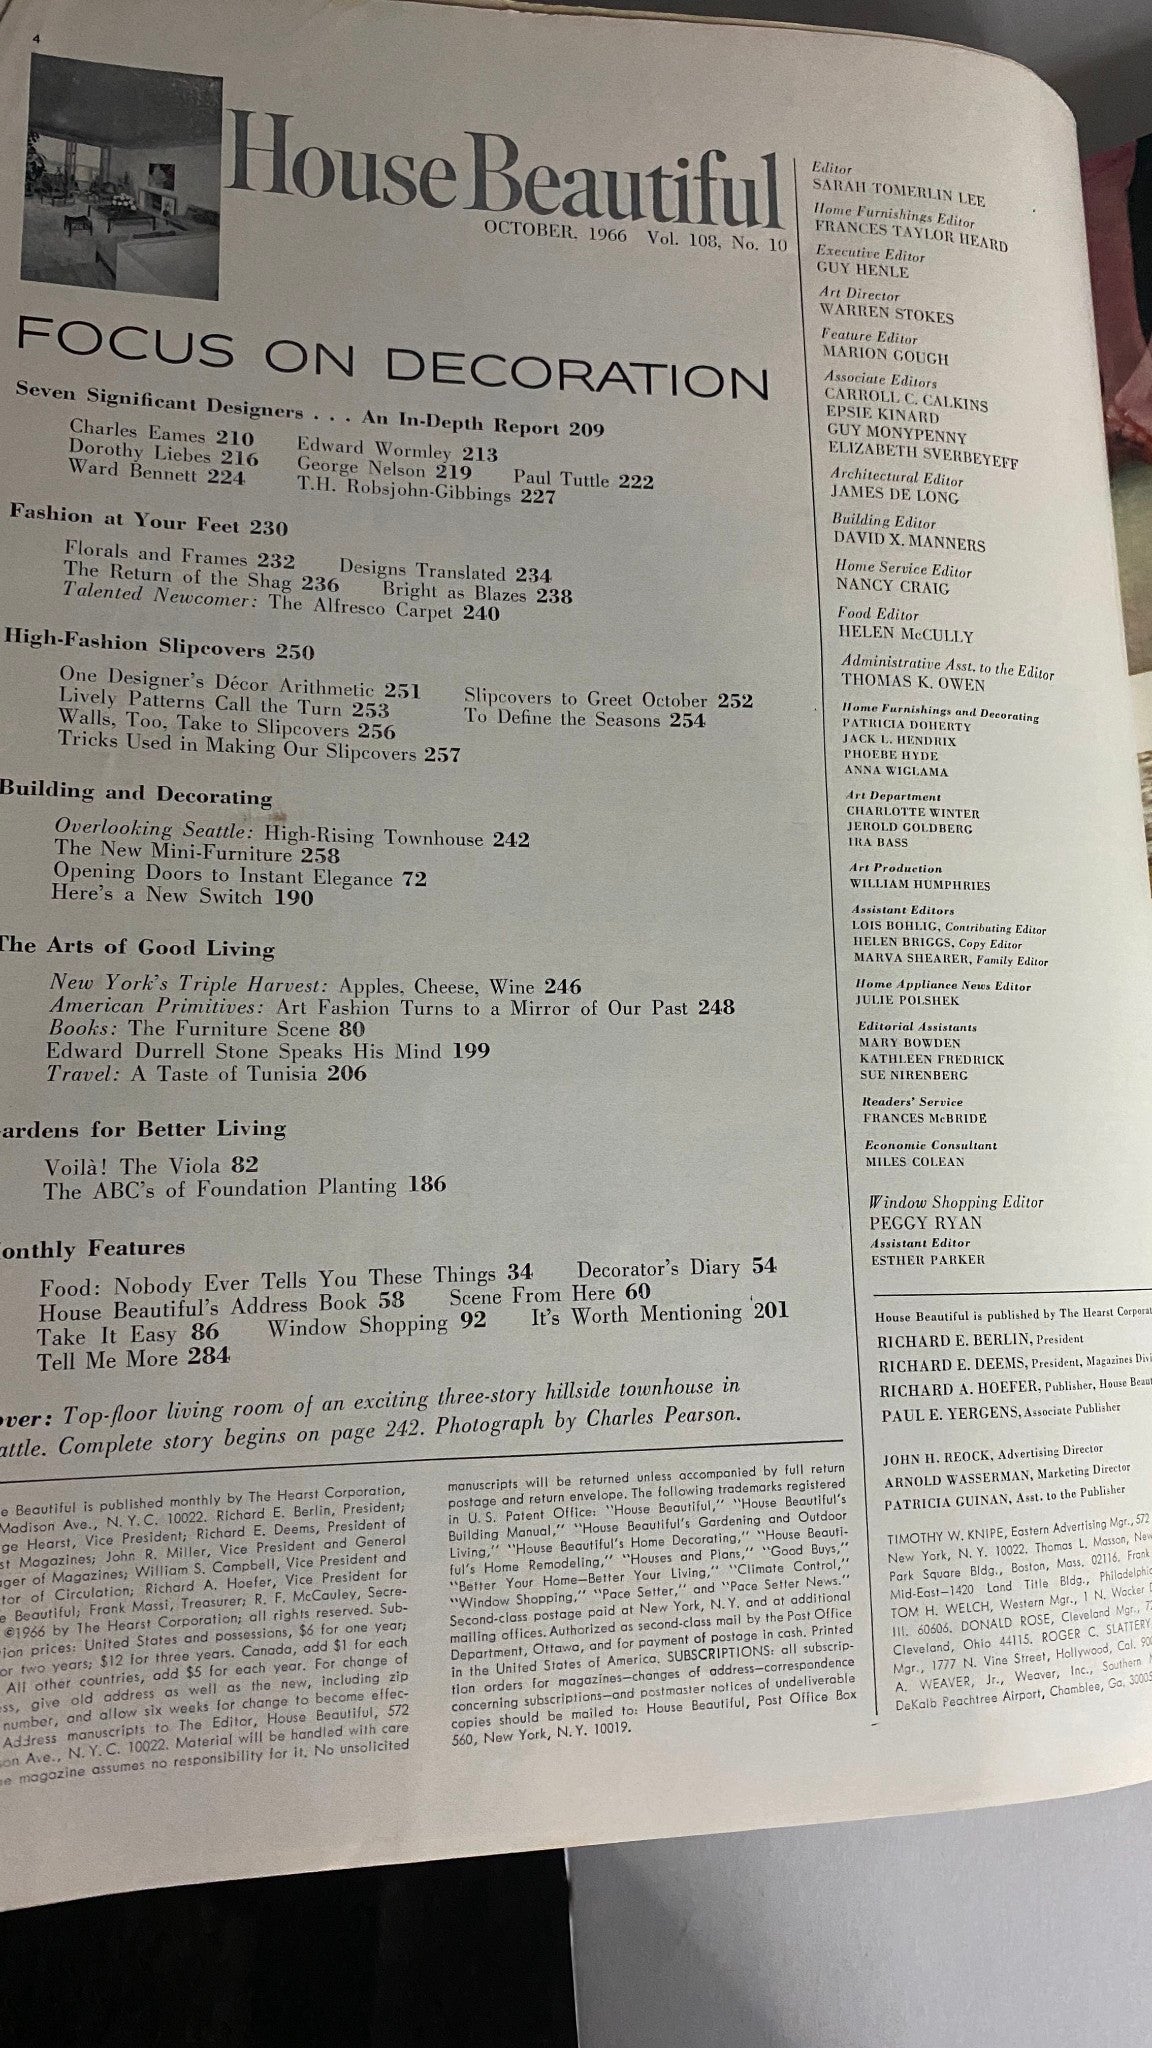 4
House Beautiful
OCTOBER, 1966 Vol. 108, No. 10
FOCUS ON DECORATION
Seven Significant Designers . . . An In-Depth Report 209
Charles Eames 210 Edward Wormley 213
Dorothy Liebes 216 George Nelson 219 Paul Tuttle 222
Ward Bennett 224 T.H. Robsjohn-Gibbings 227
Fashion at Your Feet 230
Florals and Frames 232 Designs Translated 234
The Return of the Shag 236 Bright as Blazes 238
Talented Newcomer: The Alfresco Carpet 240
High-Fashion Slipcovers 250
One Designer's Décor Arithmetic 251 Slipcovers to Greet October 252
Lively Patterns Call the Turn 253 To Define the Seasons 254
Walls, Too, Take to Slipcovers 256
Tricks Used in Making Our Slipcovers 257
Building and Decorating
Overlooking Seattle: High-Rising Townhouse 242
The New Mini-Furniture 258
Opening Doors to Instant Elegance 72
Here's a New Switch 190
The Arts of Good Living
New York's Triple Harvest: Apples, Cheese, Wine 246
American Primitives: Art Fashion Turns to a Mirror of Our Past 248
Books: The Furniture Scene 80
Edward Durrell Stone Speaks His Mind 199
Travel: A Taste of Tunisia 206
ardens for Better Living
Voilà! The Viola 82
The ABC's of Foundation Planting 186
onthly Features
Food: Nobody Ever Tells You These Things 34 Decorator's Diary 54
House Beautiful's Address Book 58 Scene From Here 60
Take It Easy 86 Window Shopping 92 It's Worth Mentioning 201
Tell Me More 284
over: Top-floor living room of an exciting three-story hillside townhouse in
attle. Complete story begins on page 242. Photograph by Charles Pearson.
e Beautiful is published monthly by The Hearst Corporation,
Madison Ave., N.Y.C. 10022. Richard E. Berlin, President;
ge Hearst, Vice President; Richard E. Deems, President of
st Magazines; John R. Miller, Vice President and General
ager of Magazines; William S. Campbell, Vice President and
tor of Circulation; Richard A. Hoefer, Vice President for
e Beautiful; Frank Massi, Treasurer; R. F. McCauley, Secre-
©1966 by The Hearst Corporation; all rights reserved. Sub-
ion prices: United States and possessions, $6 for one year;
or two years; $12 for three years. Canada, add $1 for each
All other countries, add $5 for each year. For change of
ss, give old address as well as the new, including zip
number, and allow six weeks for change to become effec-
Address manuscripts to The Editor, House Beautiful, 572
on Ave., N.Y.C. 10022. Material will be handled with care
e magazine assumes no responsibility for it. No unsolicited
manuscripts will be returned unless accompanied by full return
postage and return envelope. The following trademarks registered
in U. S. Patent Office: "House Beautiful," "House Beautiful's
Building Manual," "House Beautiful's Gardening and Outdoor
Living," "House Beautiful's Home Decorating," "House Beauti-
ful's Home Remodeling," "Houses and Plans," "Good Buys,"
"Better Your Home—Better Your Living," "Climate Control,"
"Window Shopping," "Pace Setter," and "Pace Setter News."
Second-class postage paid at New York, N.Y. and at additional
mailing offices. Authorized as second-class mail by the Post Office
Department, Ottawa, and for payment of postage in cash. Printed
in the United States of America. SUBSCRIPTIONS: all subscrip-
tion orders for magazines—changes of address—correspondence
concerning subscriptions—and postmaster notices of undeliverable
copies should be mailed to: House Beautiful, Post Office Box
560, New York, N.Y. 10019.
Editor
SARAH TOMERLIN LEE
Home Furnishings Editor
FRANCES TAYLOR HEARD
Executive Editor
GUY HENLE
Art Director
WARREN STOKES
Feature Editor
MARION GOUGH
Associate Editors
CARROLL C. CALKINS
EPSIE KINARD
GUY MONYPENNY
ELIZABETH SVERBEYEFF
Architectural Editor
JAMES DE LONG
Building Editor
DAVID X. MANNERS
Home Service Editor
NANCY CRAIG
Food Editor
HELEN McCULLY
Administrative Asst. to the Editor
THOMAS K. OWEN
Home Furnishings and Decorating
PATRICIA DOHERTY
JACK L. HENDRIX
PHOEBE HYDE
ANNA WIGLAMA
Art Department
CHARLOTTE WINTER
JEROLD GOLDBERG
IRA BASS
Art Production
WILLIAM HUMPHRIES
Assistant Editors
LOIS BOHLIG, Contributing Editor
HELEN BRIGGS, Copy Editor
MARVA SHEARER, Family Editor
Home Appliance News Editor
JULIE POLSHEK
Editorial Assistants
MARY BOWDEN
KATHLEEN FREDRICK
SUE NIRENBERG
Readers' Service
FRANCES McBRIDE
Economic Consultant
MILES COLEAN
Window Shopping Editor
PEGGY RYAN
Assistant Editor
ESTHER PARKER
House Beautiful is published by The Hearst Corporat
RICHARD E. BERLIN, President
RICHARD E. DEEMS, President, Magazines Divi
RICHARD A. HOEFER, Publisher, House Beau
PAUL E. YERGENS, Associate Publisher
JOHN H. REOCK, Advertising Director
ARNOLD WASSERMAN, Marketing Director
PATRICIA GUINAN, Asst. to the Publisher
TIMOTHY W. KNIPE, Eastern Advertising Mgr., 572
New York, N. Y. 10022. Thomas L. Masson, New
Park Square Bldg., Boston, Mass. 02116. Frank
Mid-East—1420 Land Title Bldg., Philadelphia
TOM H. WELCH, Western Mgr., 1 N. Wacker D
Ill. 60606. DONALD ROSE, Cleveland Mgr., 72
Cleveland, Ohio 44115. ROGER C. SLATTERY
Mgr., 1777 N. Vine Street, Hollywood, Cal. 900
A. WEAVER, Jr., Weaver, Inc., Southern
DeKalb Peachtree Airport, Chamblee, Ga. 30005